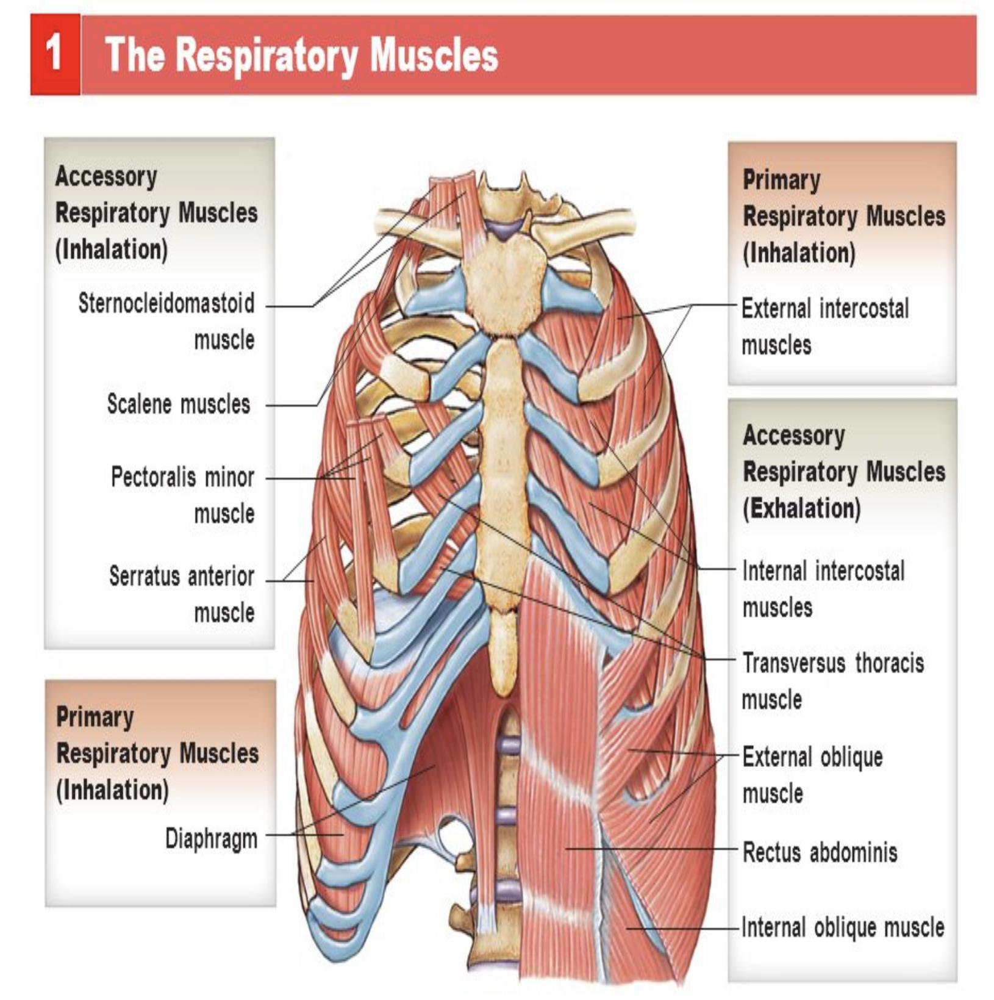 1 The Respiratory Muscles
Accessory
Respiratory Muscles
(Inhalation)
Sternocleidomastoid
muscle
Scalene muscles
Pectoralis minor
muscle
Serratus anterior
muscle
Primary
Respiratory Muscles
(Inhalation)
Diaphragm
Primary
Respiratory Muscles
(Inhalation)
External intercostal
muscles
Accessory
Respiratory Muscles
(Exhalation)
Internal intercostal
muscles
Transversus thoracis
muscle
External oblique
muscle
Rectus abdominis
Internal oblique muscle